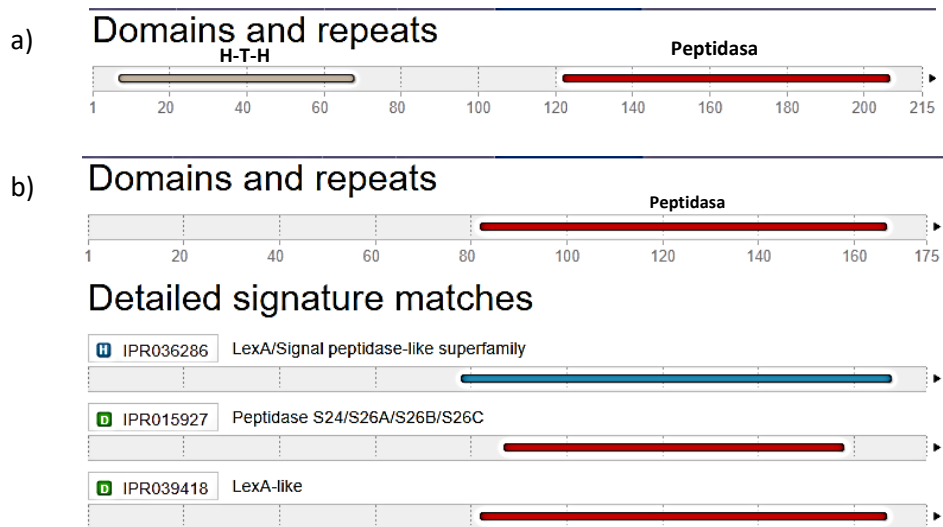 a)
Domains and repeats
H-T-H
Peptidasa
1 20 40 60 80 100 120 140 160 180 200 215
b)
Domains and repeats
Peptidasa
1 20 40 60 80 100 120 140 160 175
Detailed signature matches
H IPR036286 LexA/Signal peptidase-like superfamily
D IPR015927 Peptidase S24/S26A/S26B/S26C
D IPR039418 LexA-like